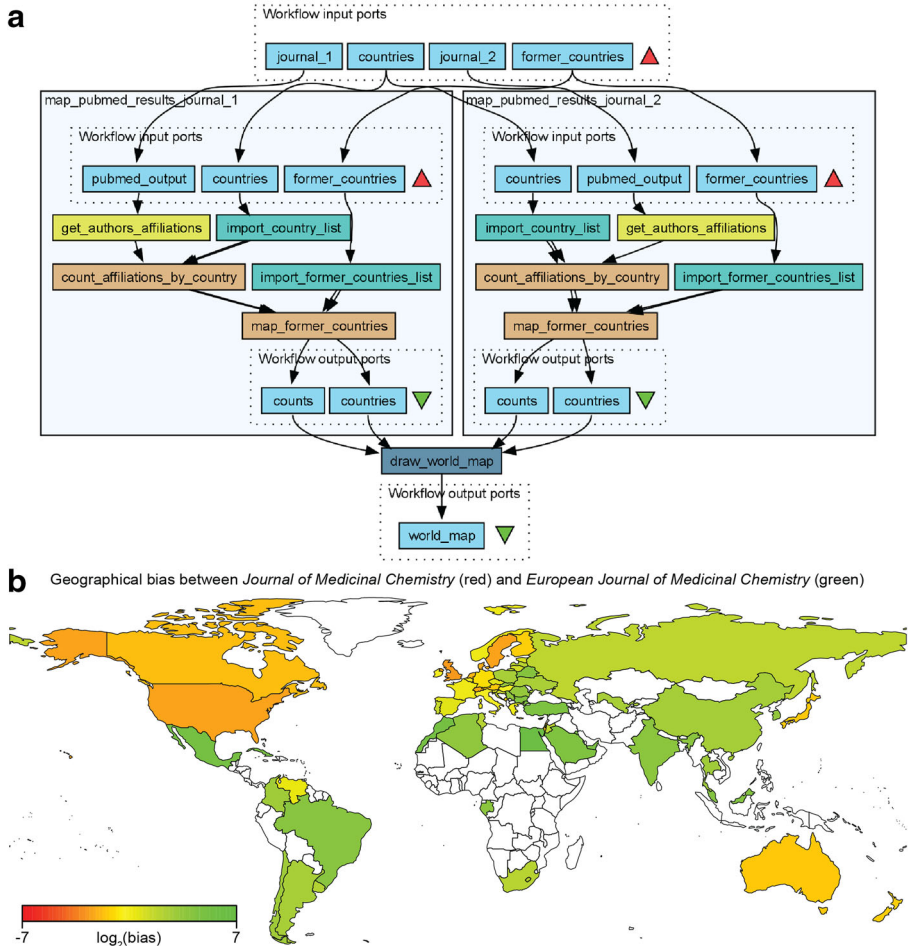 a
Workflow input ports
journal_1 countries journal_2 former_countries
map_pubmed_results_journal_1
Workflow input ports
pubmed_output countries former_countries
get_authors_affiliations import_country_list
count_affiliations_by_country import_former_countries_list
map_former_countries
Workflow output ports
counts countries
map_pubmed_results_journal_2
Workflow input ports
countries pubmed_output former_countries
import_country_list get_authors_affiliations
count_affiliations_by_country import_former_countries_list
map_former_countries
Workflow output ports
counts countries
draw_world_map
Workflow output ports
world_map
b
Geographical bias between Journal of Medicinal Chemistry (red) and European Journal of Medicinal Chemistry (green)
-7 log₂(bias) 7